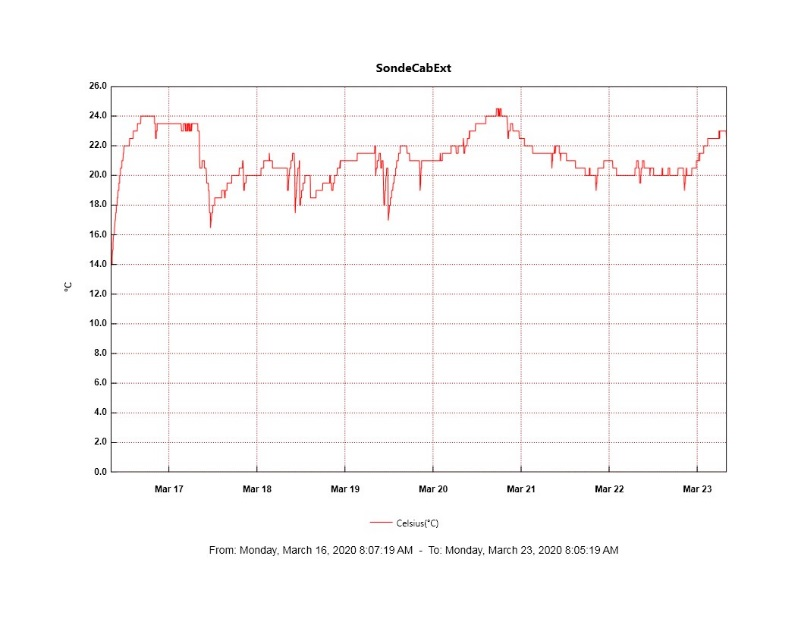 SondeCabExt
26.0
24.0
22.0
20.0
18.0
16.0
14.0
12.0
10.0
8.0
6.0
4.0
2.0
0.0
°C
Mar 17 Mar 18 Mar 19 Mar 20 Mar 21 Mar 22 Mar 23
Celsius(°C)
From: Monday, March 16, 2020 8:07:19 AM - To: Monday, March 23, 2020 8:05:19 AM